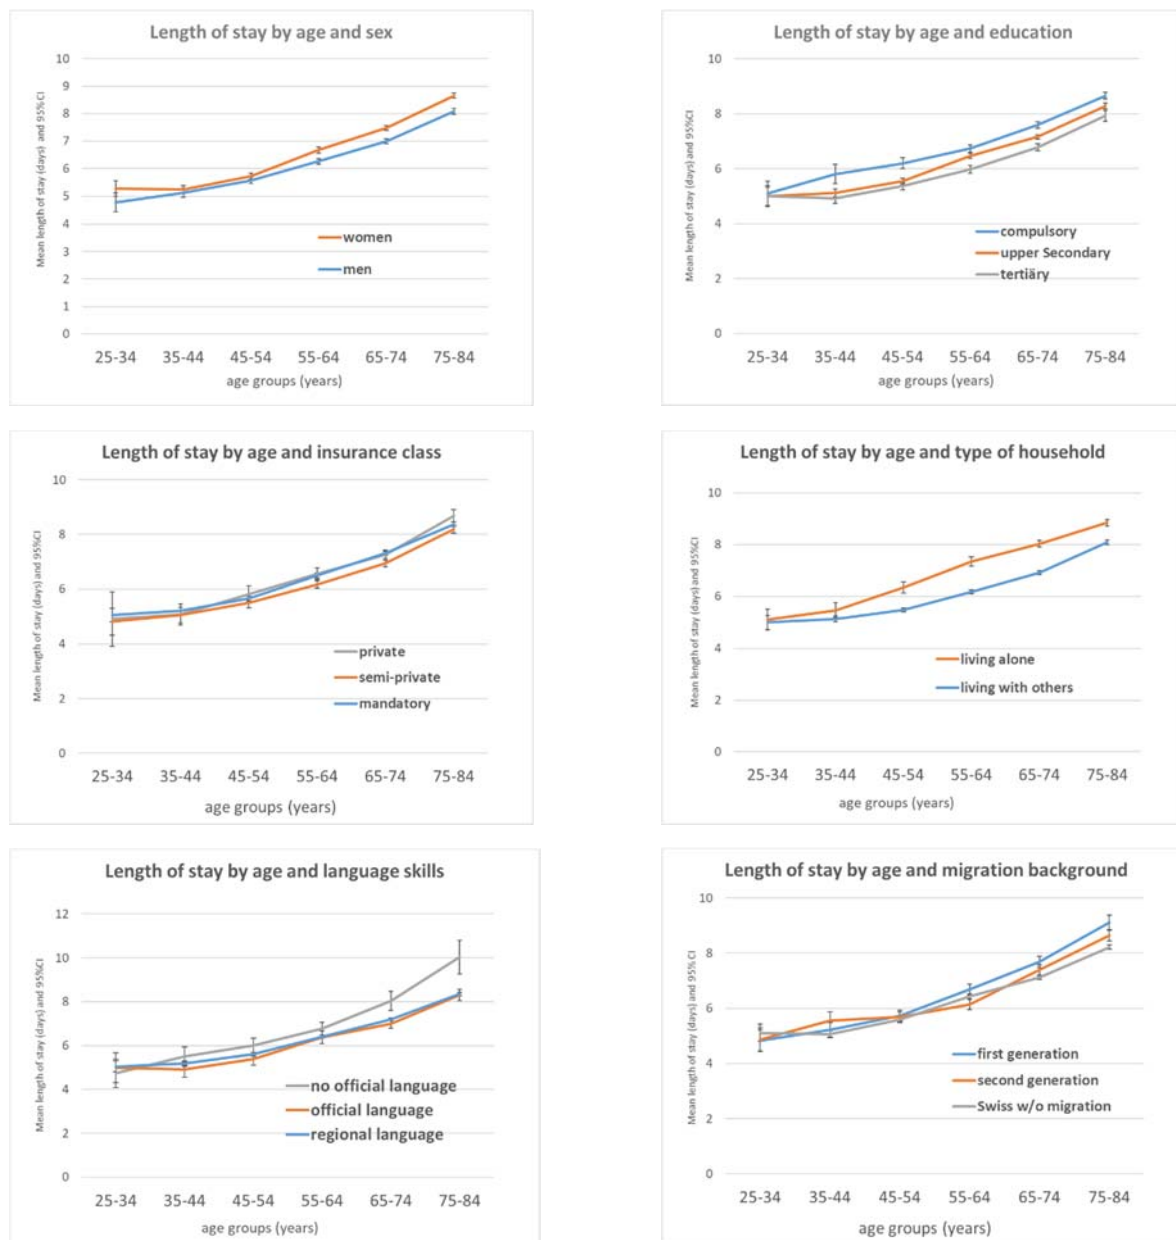 Length of stay by age and sex
Mean length of stay (days) and 95%CI
10
9
8
7
6
5
4
3
2
1
0
women
men
25-34 35-44 45-54 55-64 65-74 75-84
age groups (years)
Length of stay by age and education
Mean length of stay (days) and 95%CI
10
8
6
4
2
0
compulsory
upper Secondary
tertiäry
25-34 35-44 45-54 55-64 65-74 75-84
age groups (years)
Length of stay by age and insurance class
Mean length of stay (days) and 95%CI
10
8
6
4
2
0
private
semi-private
mandatory
25-34 35-44 45-54 55-64 65-74 75-84
age groups (years)
Length of stay by age and type of household
Mean length of stay (days) and 95%CI
10
8
6
4
2
0
living alone
living with others
25-34 35-44 45-54 55-64 65-74 75-84
age groups (years)
Length of stay by age and language skills
Mean length of stay (days) and 95%CI
12
10
8
6
4
2
0
no official language
official language
regional language
25-34 35-44 45-54 55-64 65-74 75-84
age groups (years)
Length of stay by age and migration background
Mean length of stay (days) and 95%CI
10
8
6
4
2
0
first generation
second generation
Swiss w/o migration
25-34 35-44 45-54 55-64 65-74 75-84
age groups (years)